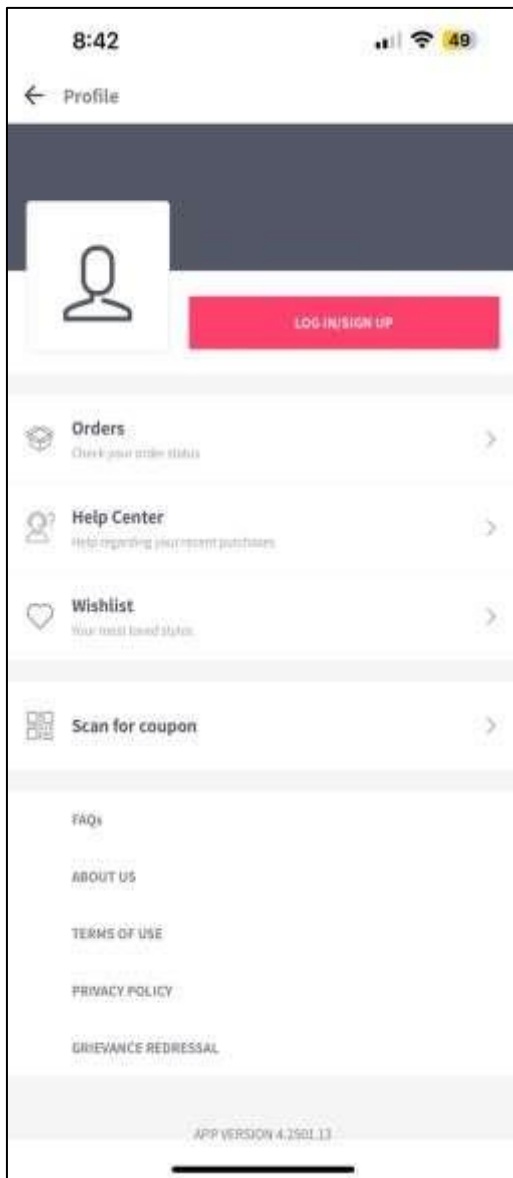 8:42
49
Profile
LOG IN/SIGN UP
Orders
Check your order status
Help Center
Help regarding your recent purchases
Wishlist
Your most loved styles
Scan for coupon
FAQs
ABOUT US
TERMS OF USE
PRIVACY POLICY
GRIEVANCE REDRESSAL
APP VERSION 4.2501.13